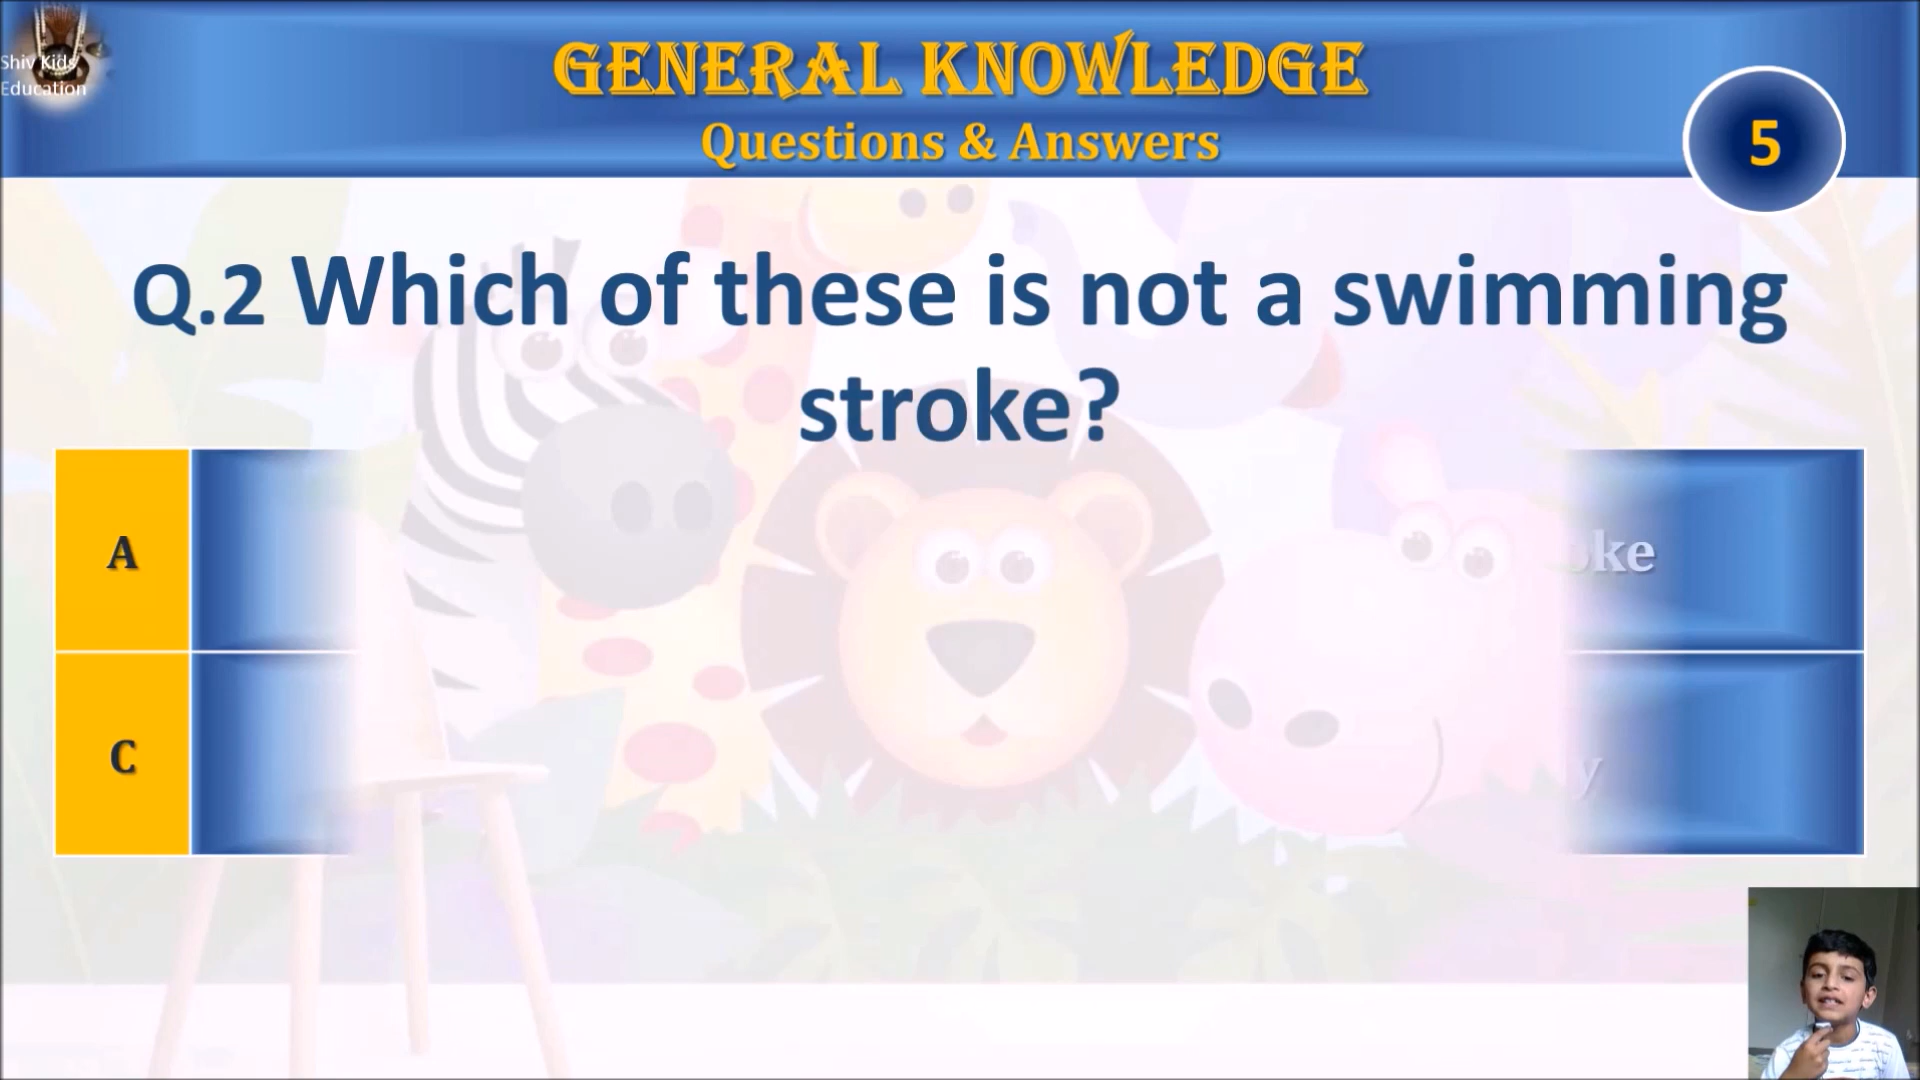 Shiv Kids
Education
GENERAL KNOWLEDGE
Questions & Answers
5
Q.2 Which of these is not a swimming
stroke?
A
C